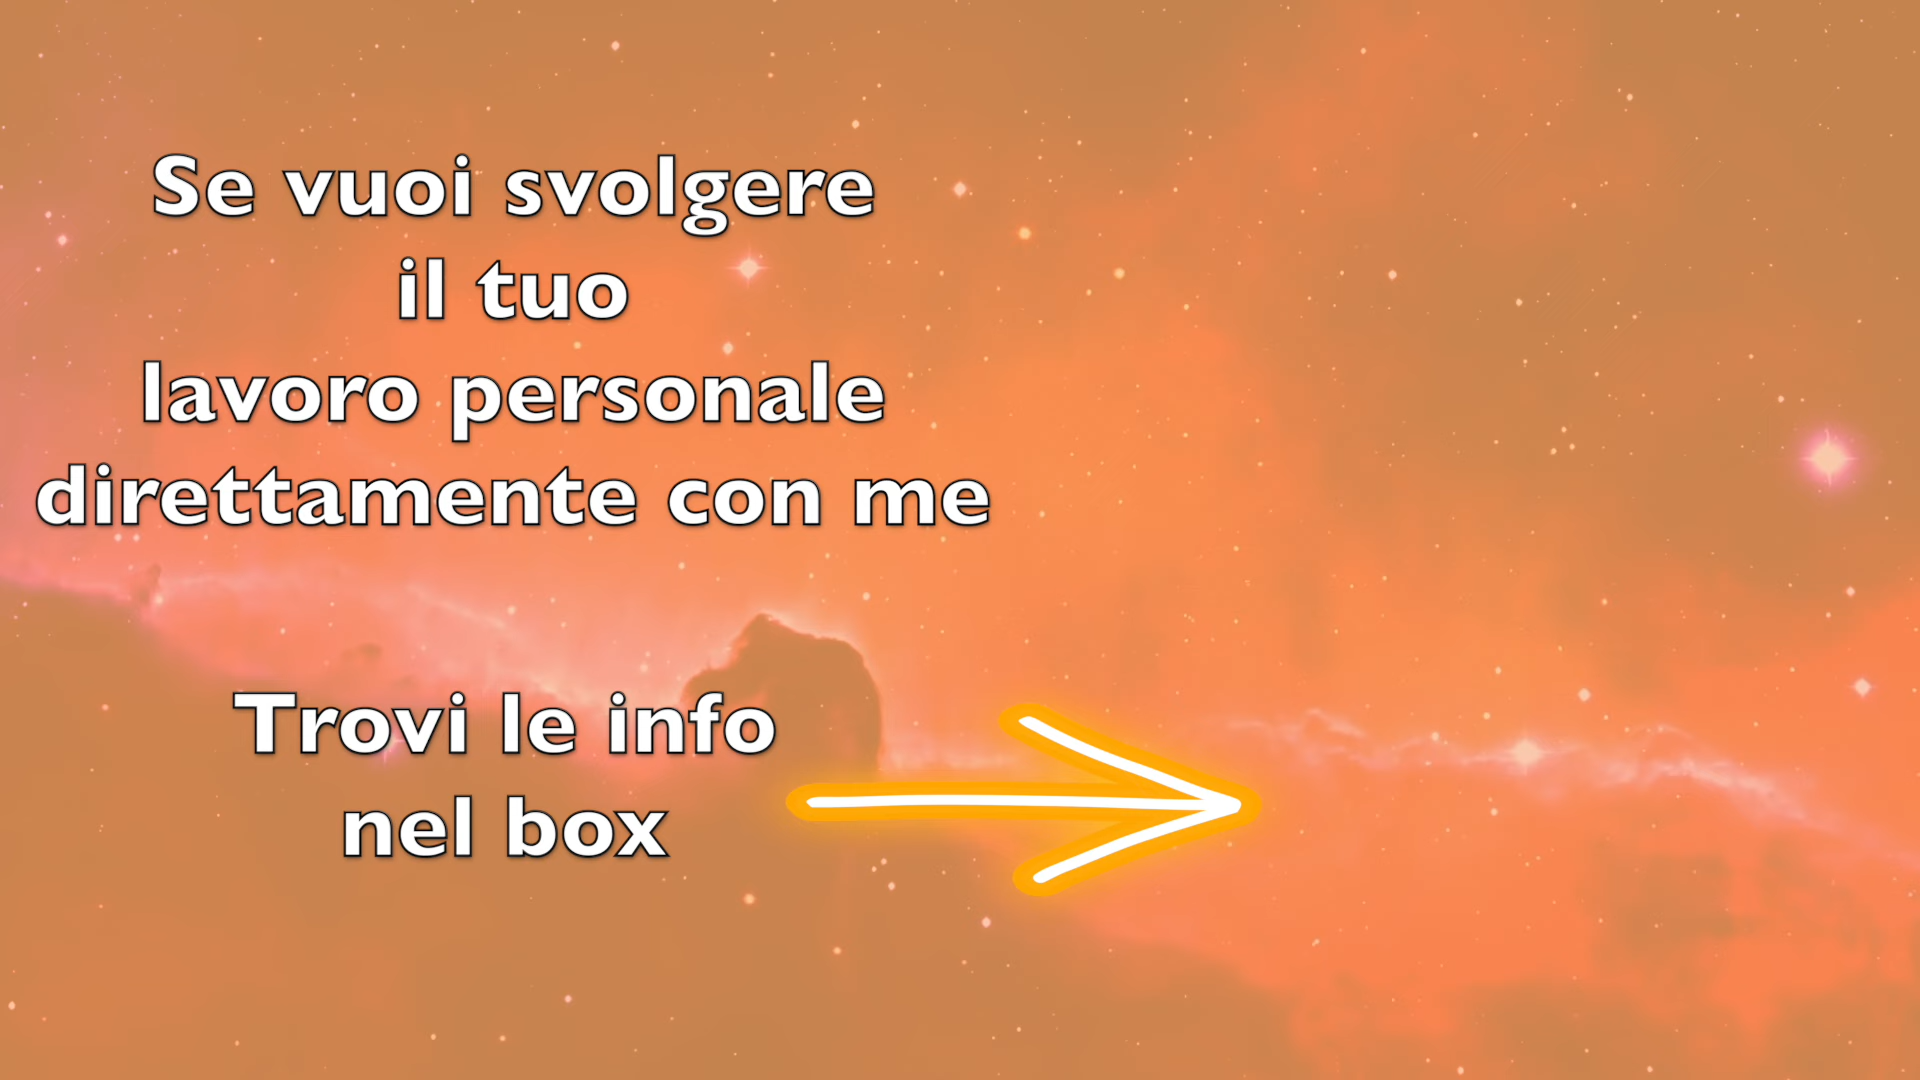 Se vuoi svolgere
il tuo
lavoro personale
direttamente con me
Trovi le info
nel box